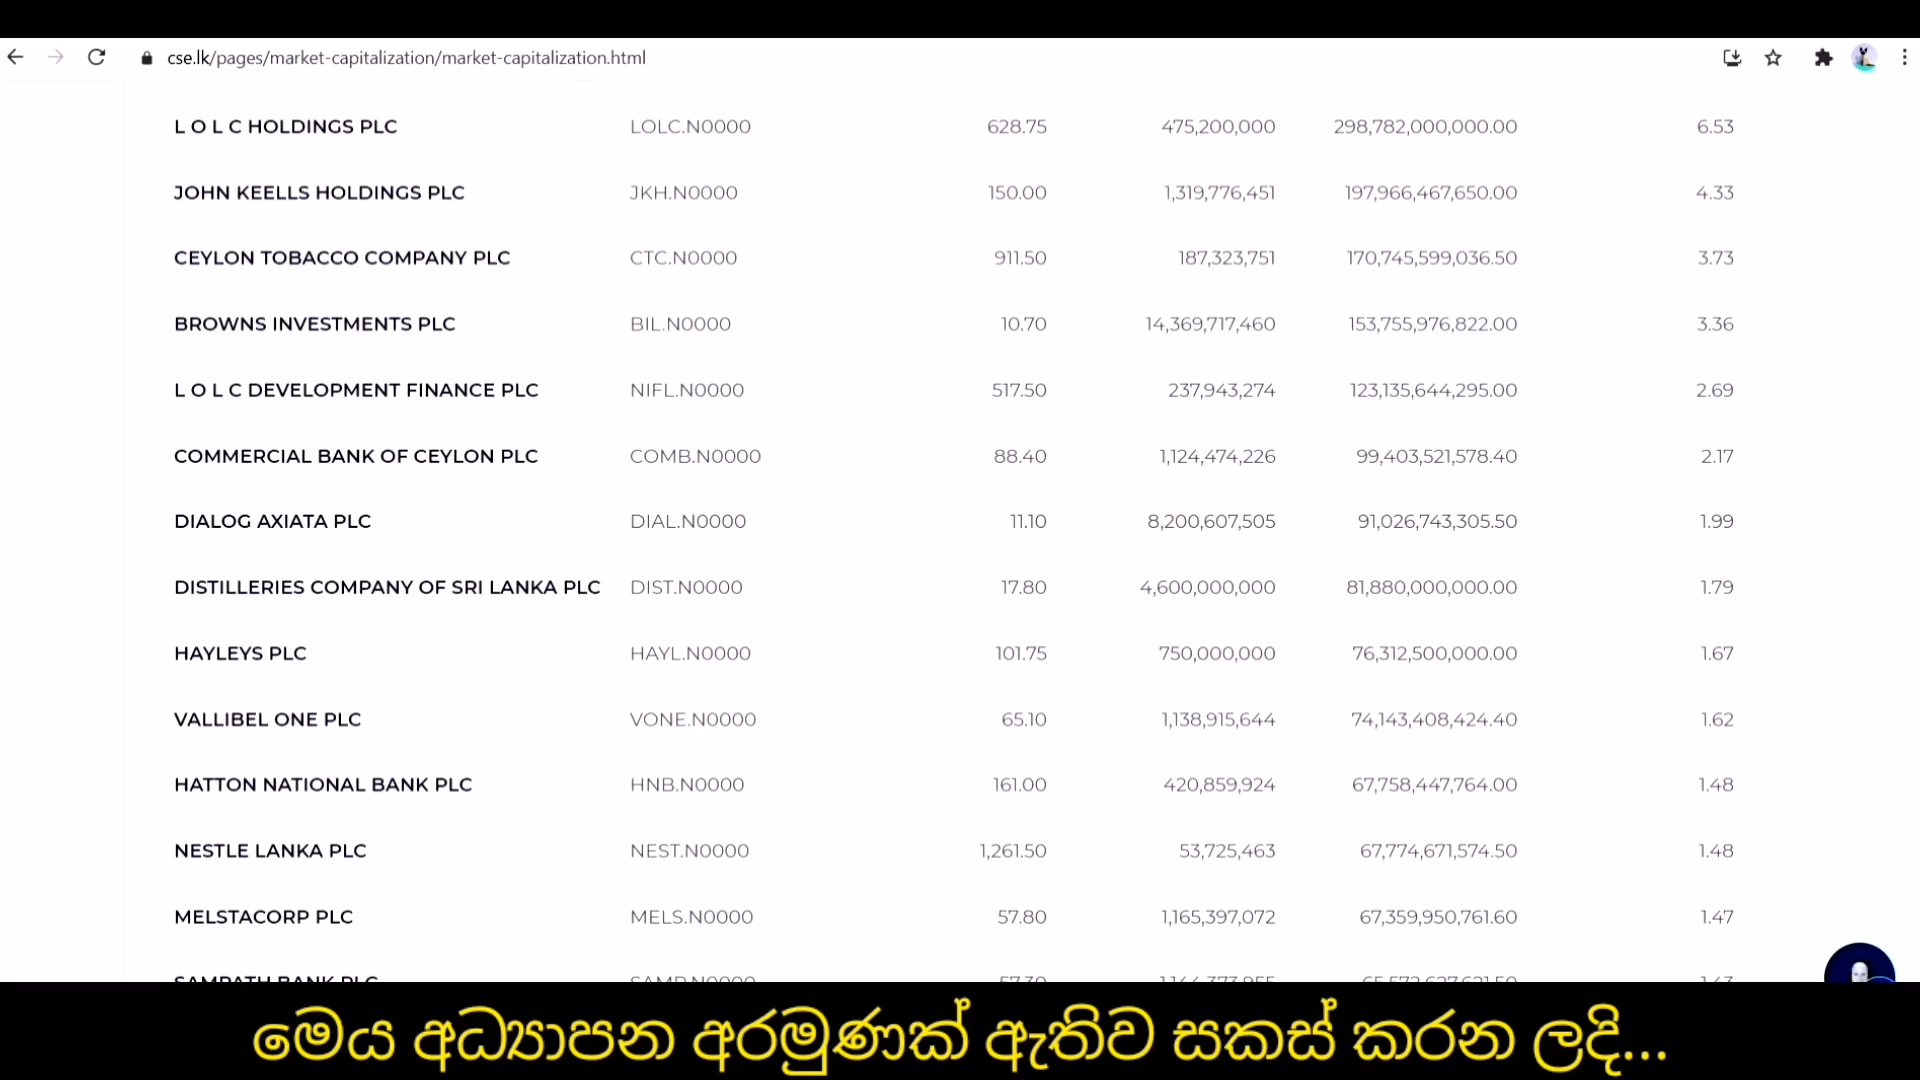 cse.lk/pages/market-capitalization/market-capitalization.html
L O L C HOLDINGS PLC LOLC.N0000 628.75 475,200,000 298,782,000,000.00 6.53
JOHN KEELLS HOLDINGS PLC JKH.N0000 150.00 1,319,776,451 197,966,467,650.00 4.33
CEYLON TOBACCO COMPANY PLC CTC.N0000 911.50 187,323,751 170,745,599,036.50 3.73
BROWNS INVESTMENTS PLC BIL.N0000 10.70 14,369,717,460 153,755,976,822.00 3.36
L O L C DEVELOPMENT FINANCE PLC NIFL.N0000 517.50 237,943,274 123,135,644,295.00 2.69
COMMERCIAL BANK OF CEYLON PLC COMB.N0000 88.40 1,124,474,226 99,403,521,578.40 2.17
DIALOG AXIATA PLC DIAL.N0000 11.10 8,200,607,505 91,026,743,305.50 1.99
DISTILLERIES COMPANY OF SRI LANKA PLC DIST.N0000 17.80 4,600,000,000 81,880,000,000.00 1.79
HAYLEYS PLC HAYL.N0000 101.75 750,000,000 76,312,500,000.00 1.67
VALLIBEL ONE PLC VONE.N0000 65.10 1,138,915,644 74,143,408,424.40 1.62
HATTON NATIONAL BANK PLC HNB.N0000 161.00 420,859,924 67,758,447,764.00 1.48
NESTLE LANKA PLC NEST.N0000 1,261.50 53,725,463 67,774,671,574.50 1.48
MELSTACORP PLC MELS.N0000 57.80 1,165,397,072 67,359,950,761.60 1.47
SAMPATH BANK PLC SAMP.N0000
මෙය අධ්‍යාපන අරමුණක් ඇතිව සකස් කරන ලදි...